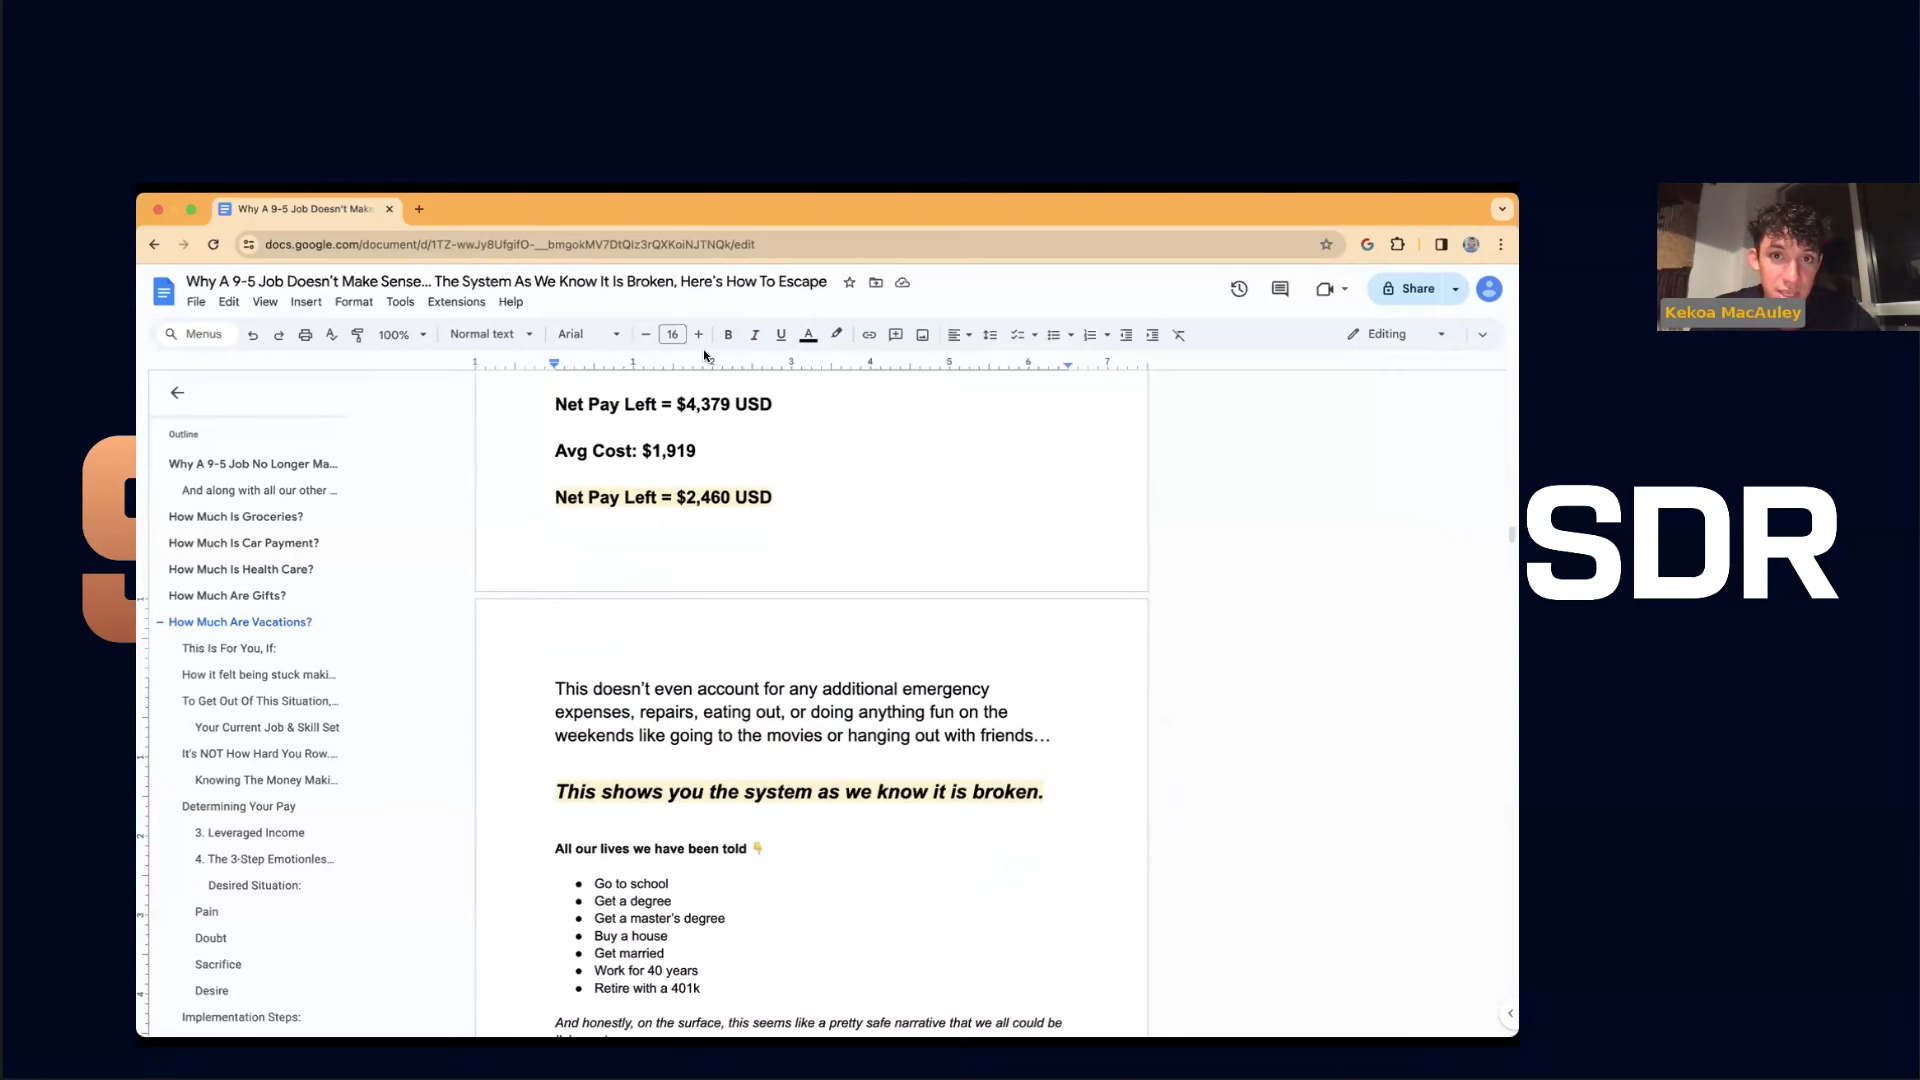 Why A 9-5 Job Doesn't Make
docs.google.com/document/d/1TZ-wwJy8UfgifO-__bmgokMV7DtQIz3rQXKoiNJTNQk/edit
Why A 9-5 Job Doesn't Make Sense... The System As We Know It Is Broken, Here's How To Escape
File Edit View Insert Format Tools Extensions Help
Share
Menus 100% Normal text Arial 16 B I U A Editing
1 1 2 3 4 5 6 7
Outline
Why A 9-5 Job No Longer Ma...
And along with all our other ...
How Much Is Groceries?
How Much Is Car Payment?
How Much Is Health Care?
How Much Are Gifts?
How Much Are Vacations?
This Is For You, If:
How it felt being stuck maki...
To Get Out Of This Situation,...
Your Current Job & Skill Set
It's NOT How Hard You Row....
Knowing The Money Maki...
Determining Your Pay
3. Leveraged Income
4. The 3-Step Emotionles...
Desired Situation:
Pain
Doubt
Sacrifice
Desire
Implementation Steps:
Net Pay Left = $4,379 USD
Avg Cost: $1,919
Net Pay Left = $2,460 USD
This doesn't even account for any additional emergency
expenses, repairs, eating out, or doing anything fun on the
weekends like going to the movies or hanging out with friends…
This shows you the system as we know it is broken.
All our lives we have been told 👇
● Go to school
● Get a degree
● Get a master's degree
● Buy a house
● Get married
● Work for 40 years
● Retire with a 401k
And honestly, on the surface, this seems like a pretty safe narrative that we all could be
Kekoa MacAuley
SDR